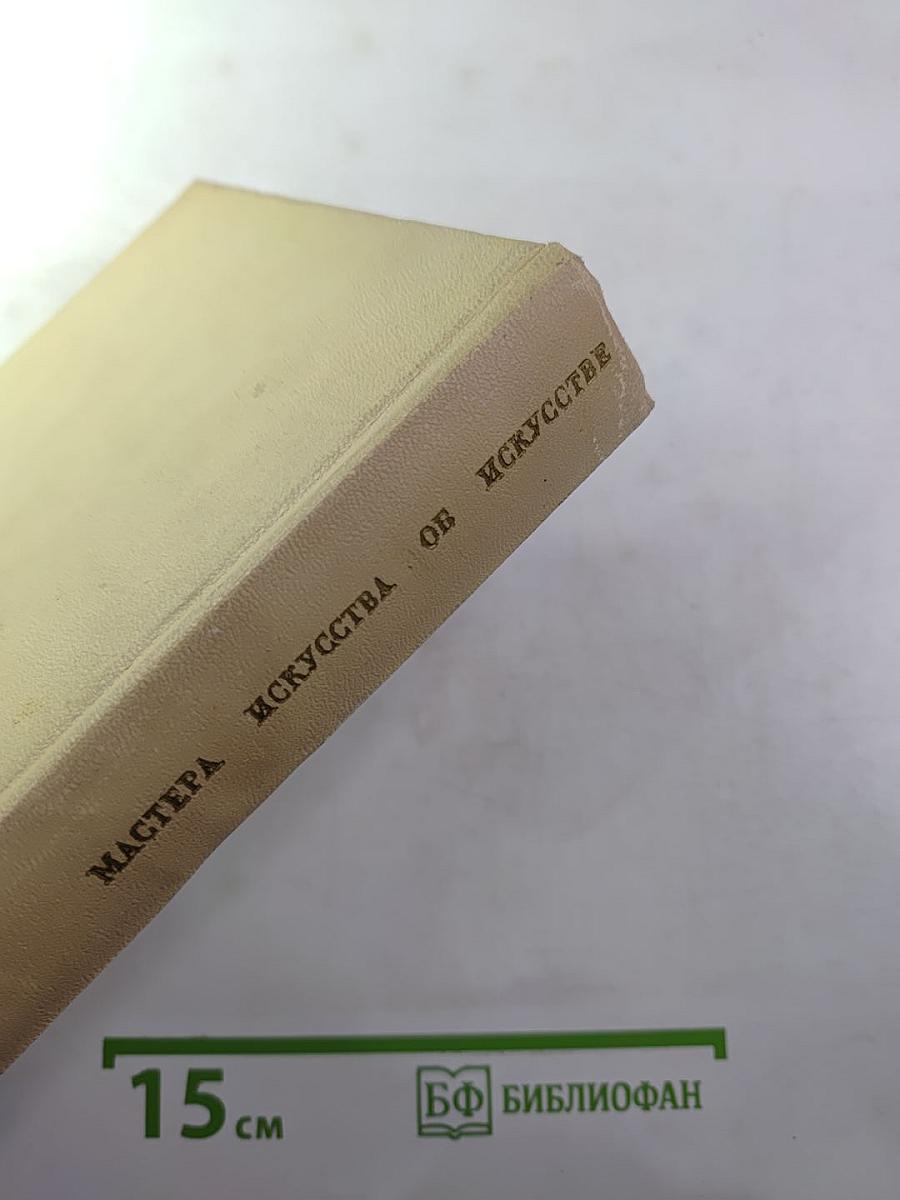 МАСТЕРА ИСКУССТВА ОБ ИСКУССТВЕ
15 см
БФ БИБЛИОФАН